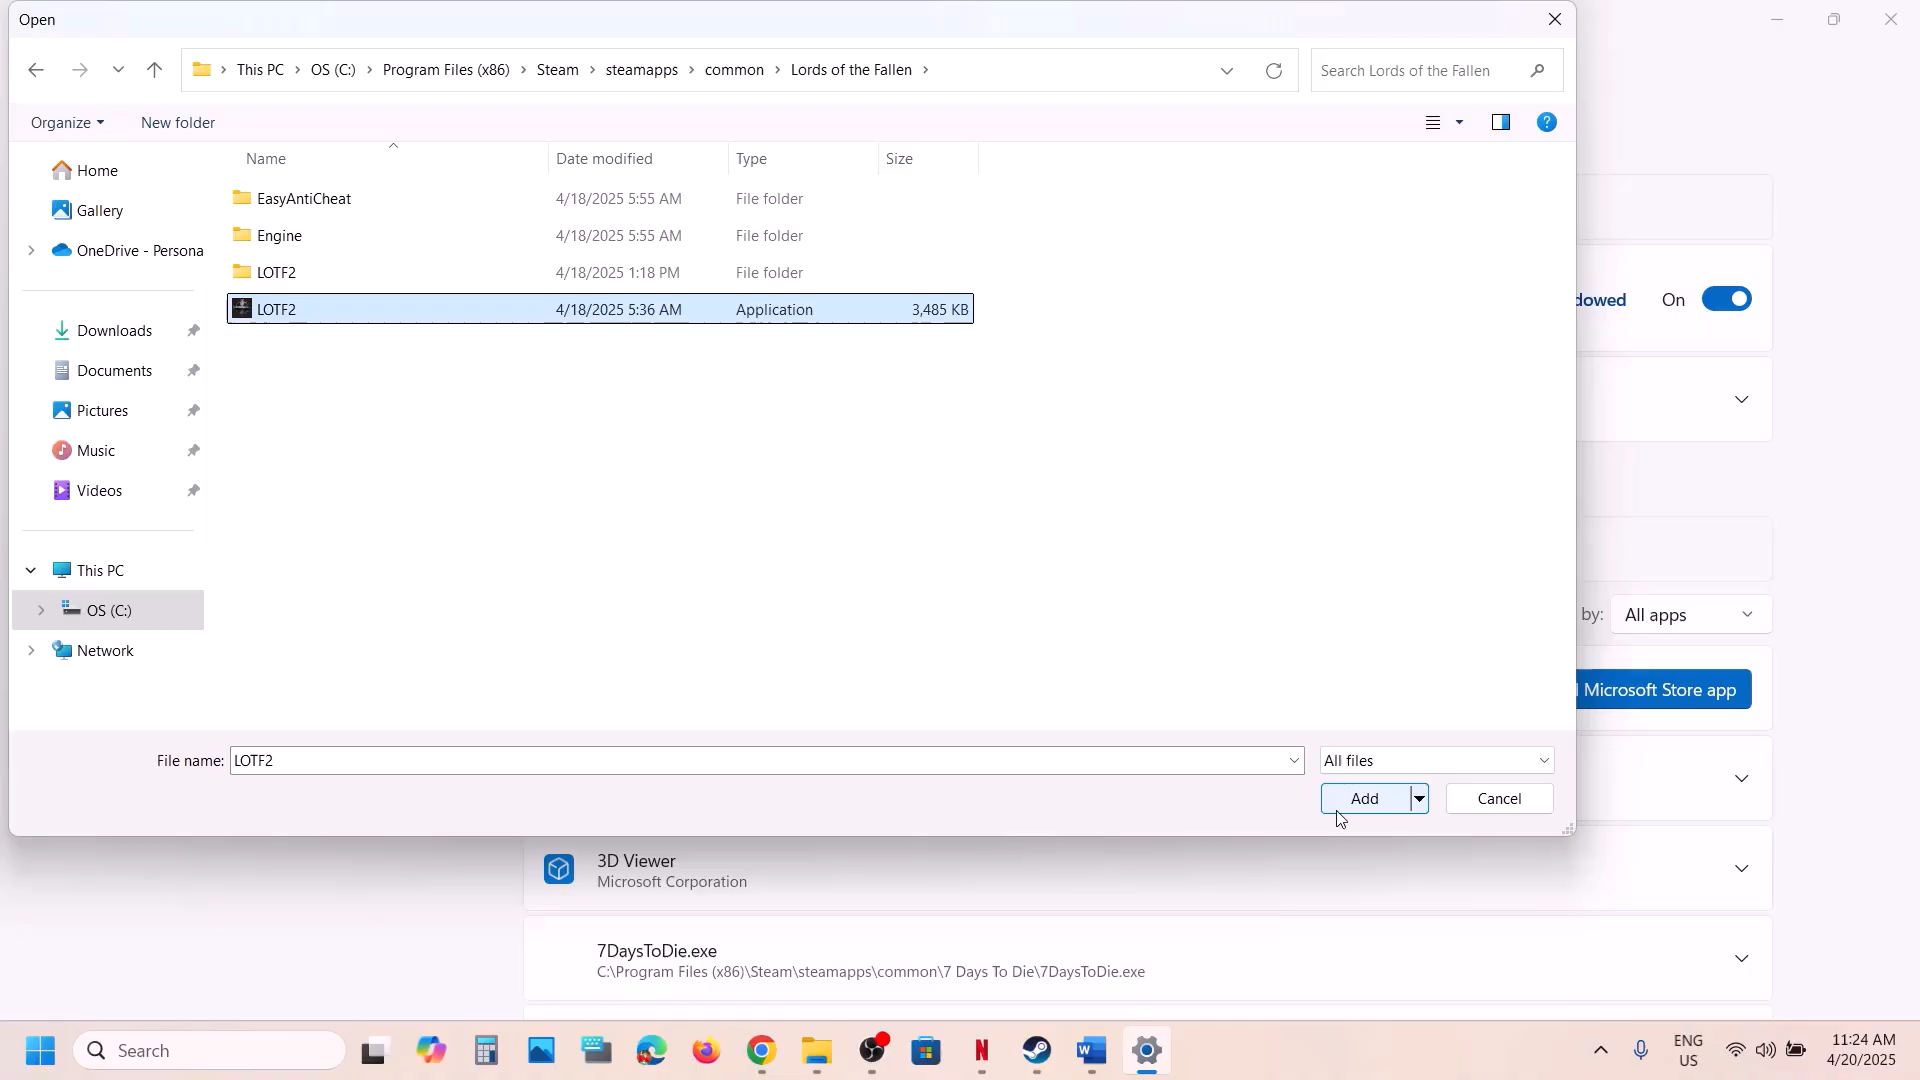 Open
This PC > OS (C:) > Program Files (x86) > Steam > steamapps > common > Lords of the Fallen >
Search Lords of the Fallen
Organize
New folder
Name
Date modified
Type
Size
EasyAntiCheat 4/18/2025 5:55 AM File folder
Engine 4/18/2025 5:55 AM File folder
LOTF2 4/18/2025 1:18 PM File folder
LOTF2 4/18/2025 5:36 AM Application 3,485 KB
Home
Gallery
OneDrive - Persona
Downloads
Documents
Pictures
Music
Videos
This PC
OS (C:)
Network
File name: LOTF2
All files
Add
Cancel
dowed On
by: All apps
Microsoft Store app
3D Viewer
Microsoft Corporation
7DaysToDie.exe
C:\Program Files (x86)\Steam\steamapps\common\7 Days To Die\7DaysToDie.exe
Search
ENG
US
11:24 AM
4/20/2025